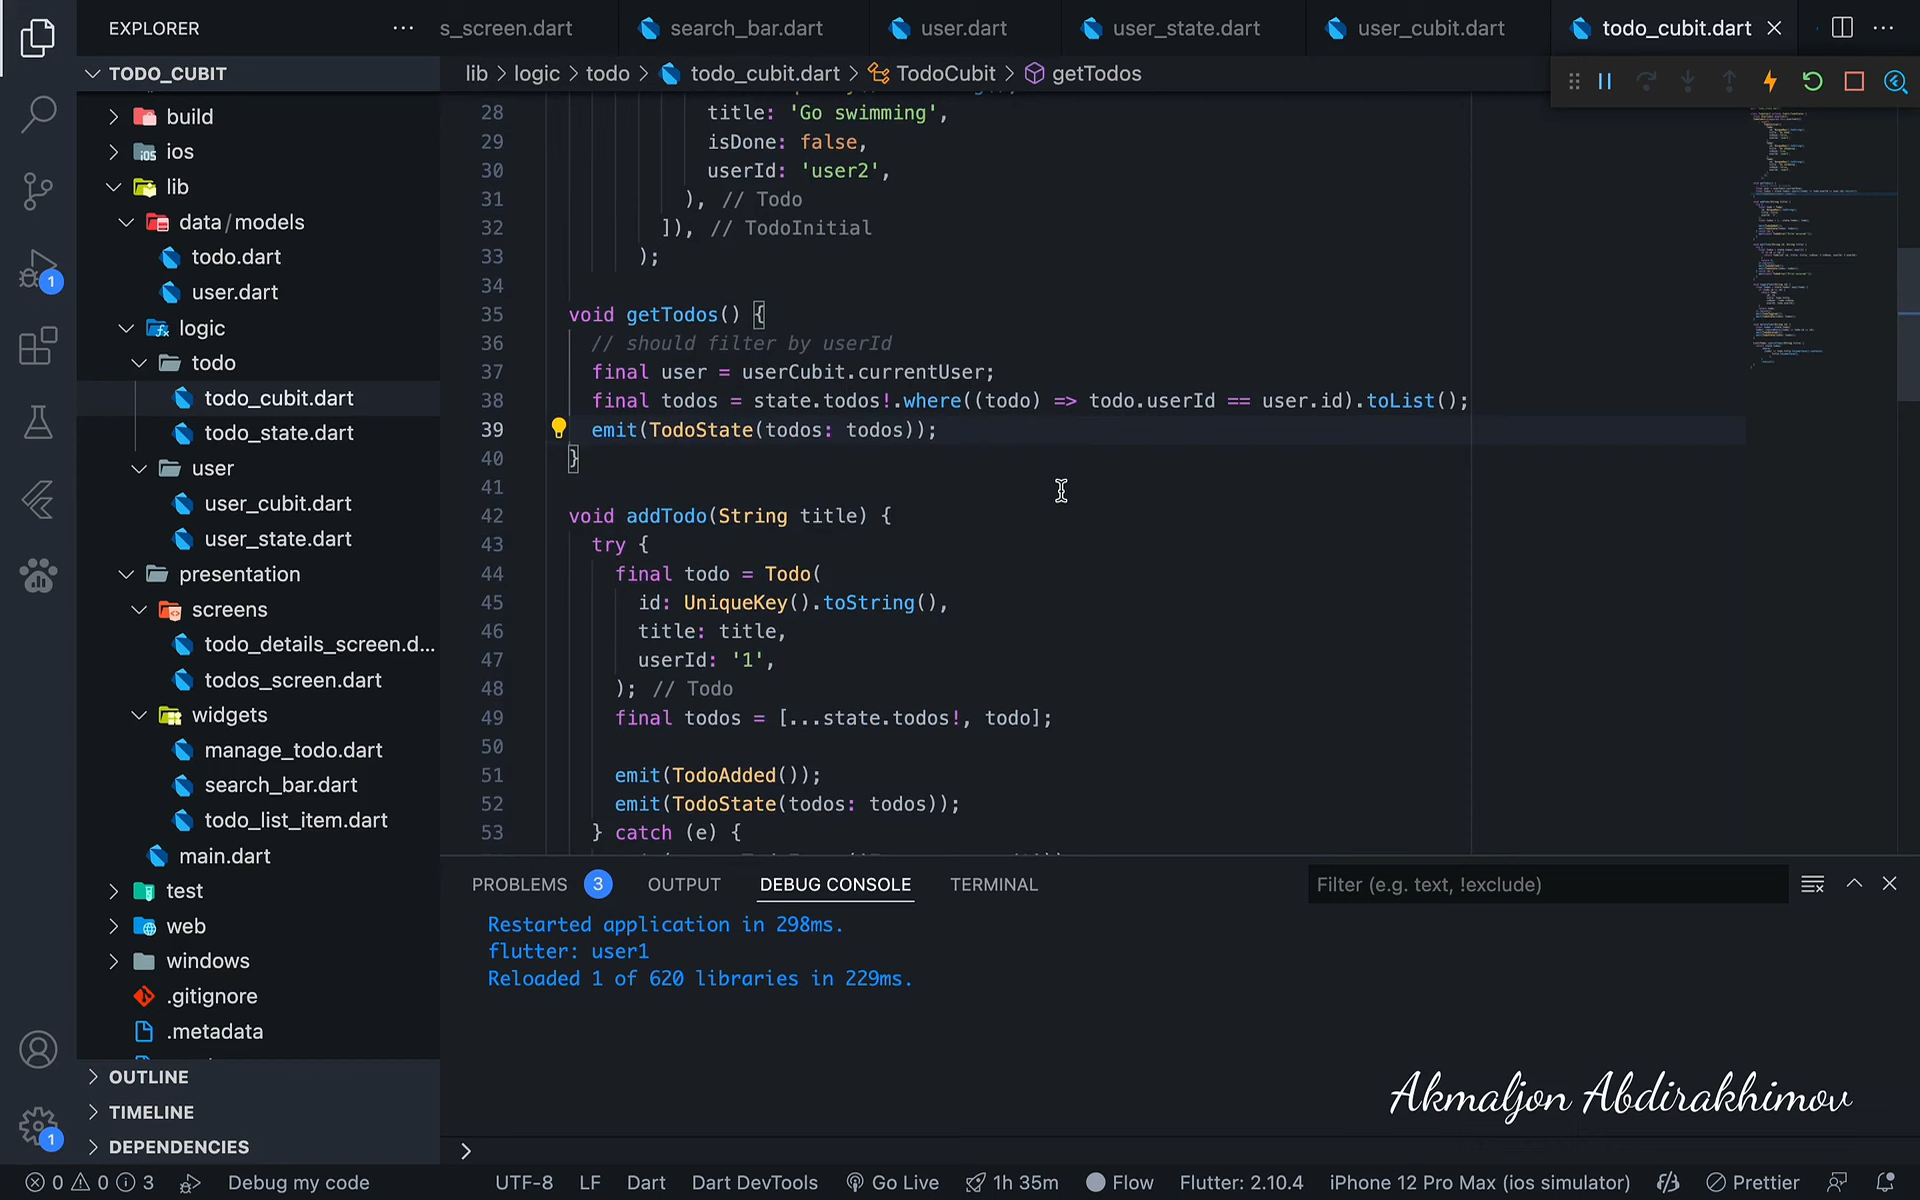 EXPLORER
s_screen.dart
search_bar.dart
user.dart
user_state.dart
user_cubit.dart
todo_cubit.dart
TODO_CUBIT
lib > logic > todo > todo_cubit.dart > TodoCubit > getTodos
build
ios
lib
data/models
todo.dart
user.dart
logic
todo
todo_cubit.dart
todo_state.dart
user
user_cubit.dart
user_state.dart
presentation
screens
todo_details_screen.d...
todos_screen.dart
widgets
manage_todo.dart
search_bar.dart
todo_list_item.dart
main.dart
test
web
windows
.gitignore
.metadata
OUTLINE
TIMELINE
DEPENDENCIES
1
1
28 title: 'Go swimming',
29 isDone: false,
30 userId: 'user2',
31 ), // Todo
32 ]), // TodoInitial
33 );
34
35 void getTodos() {
36 // should filter by userId
37 final user = userCubit.currentUser;
38 final todos = state.todos!.where((todo) => todo.userId == user.id).toList();
39 emit(TodoState(todos: todos));
40 }
41
42 void addTodo(String title) {
43 try {
44 final todo = Todo(
45 id: UniqueKey().toString(),
46 title: title,
47 userId: '1',
48 ); // Todo
49 final todos = [...state.todos!, todo];
50
51 emit(TodoAdded());
52 emit(TodoState(todos: todos));
53 } catch (e) {
PROBLEMS 3 OUTPUT DEBUG CONSOLE TERMINAL
Filter (e.g. text, !exclude)
Restarted application in 298ms.
flutter: user1
Reloaded 1 of 620 libraries in 229ms.
Akmaljon Abdirakhimov
>
0 0 3 Debug my code UTF-8 LF Dart Dart DevTools Go Live 1h 35m Flow Flutter: 2.10.4 iPhone 12 Pro Max (ios simulator) Prettier